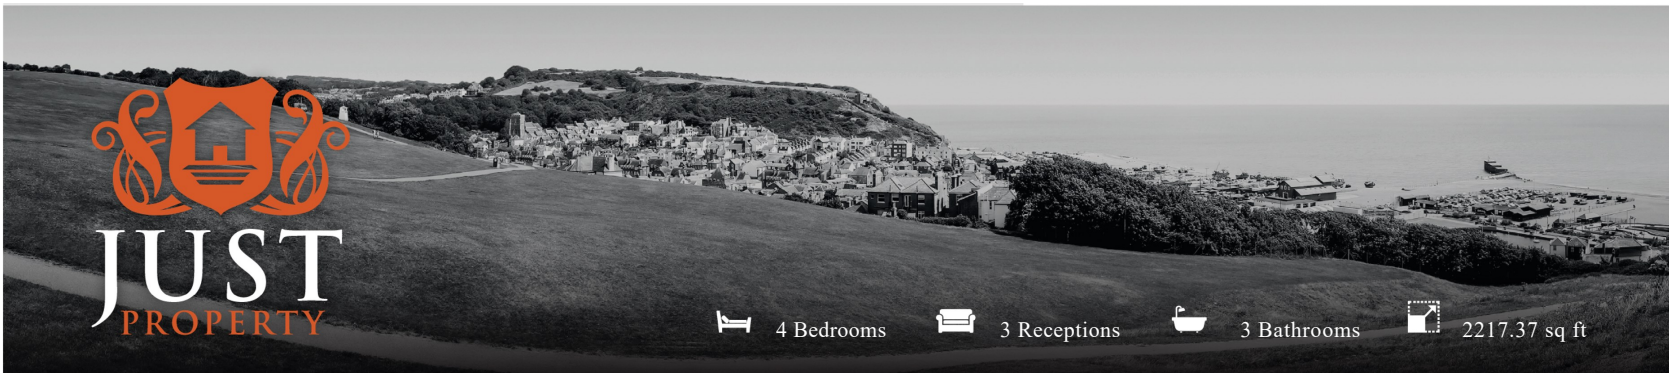 JUST
PROPERTY
4 Bedrooms
3 Receptions
3 Bathrooms
2217.37 sq ft